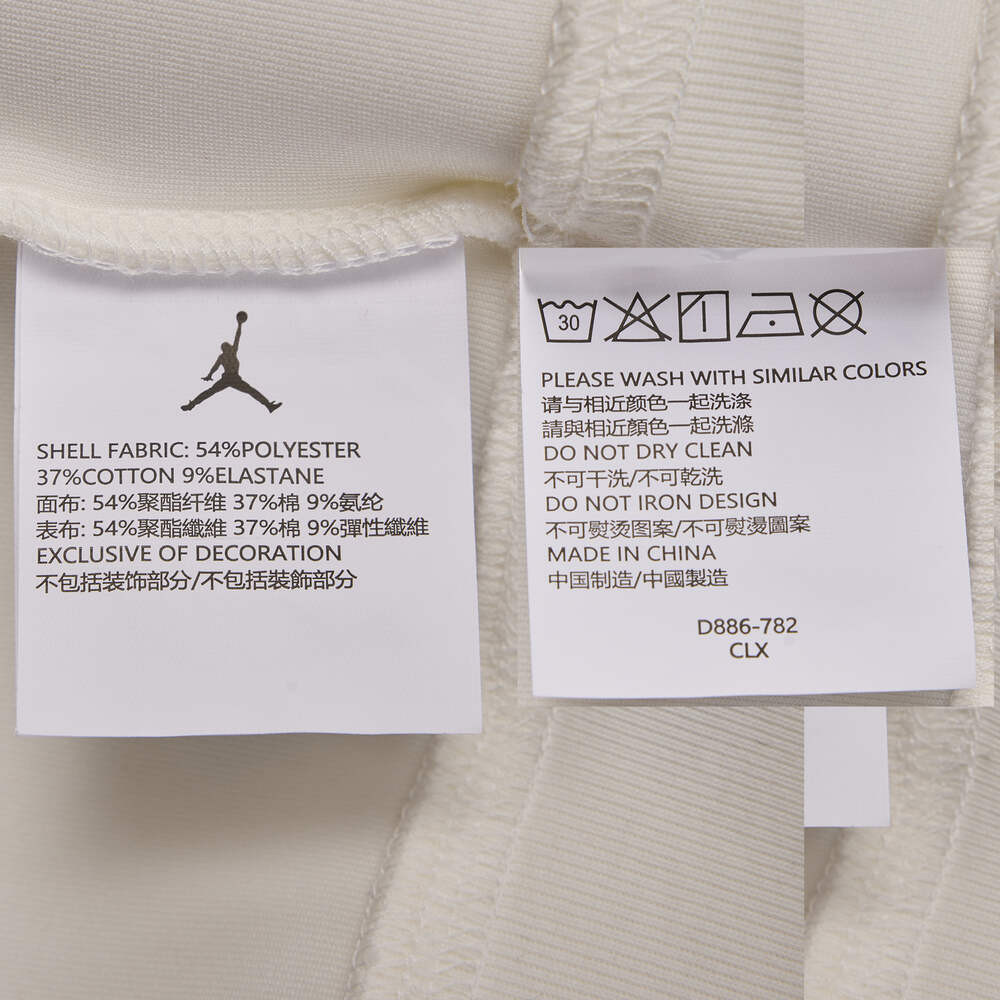 SHELL FABRIC: 54%POLYESTER
37%COTTON 9%ELASTANE
面布: 54%聚酯纤维 37%棉 9%氨纶
表布: 54%聚酯纖維 37%棉 9%彈性纖維
EXCLUSIVE OF DECORATION
不包括装饰部分/不包括裝飾部分
30
PLEASE WASH WITH SIMILAR COLORS
请与相近颜色一起洗涤
請與相近顏色一起洗滌
DO NOT DRY CLEAN
不可干洗/不可乾洗
DO NOT IRON DESIGN
不可熨烫图案/不可熨燙圖案
MADE IN CHINA
中国制造/中國製造
D886-782
CLX